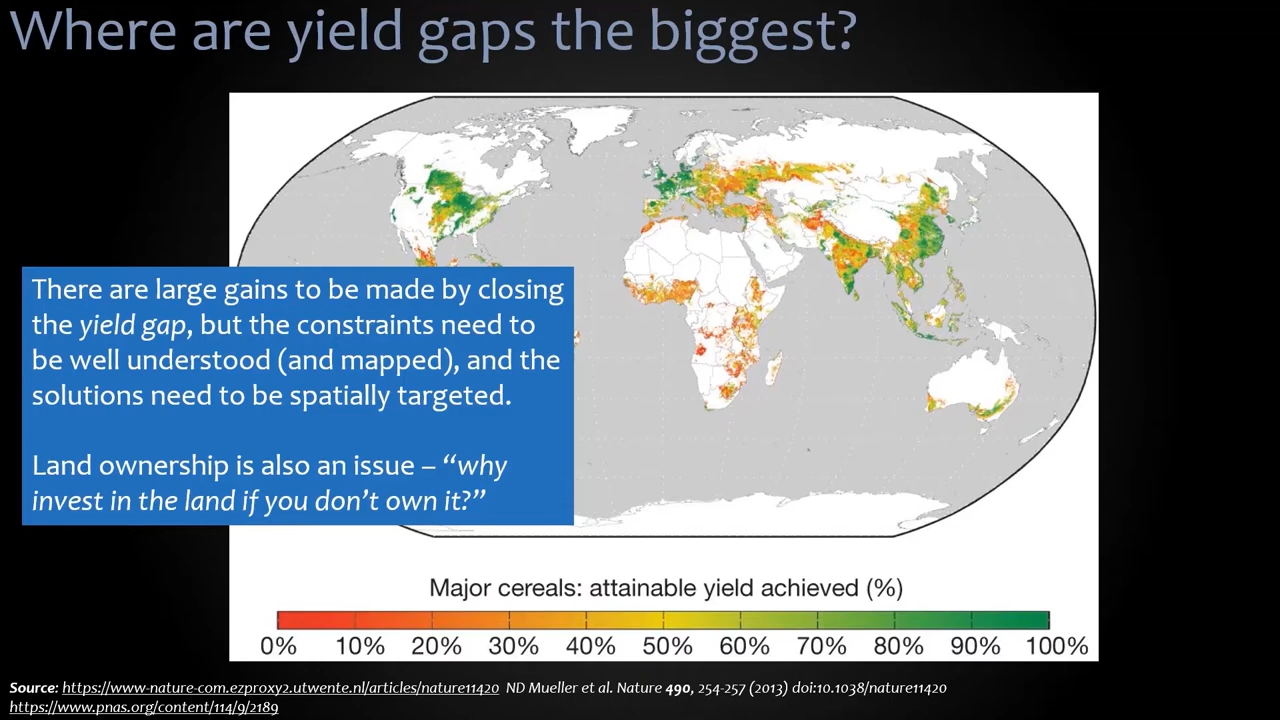 Where are yield gaps the biggest?
There are large gains to be made by closing
the yield gap, but the constraints need to
be well understood (and mapped), and the
solutions need to be spatially targeted.
Land ownership is also an issue – “why
invest in the land if you don’t own it?”
Major cereals: attainable yield achieved (%)
0% 10% 20% 30% 40% 50% 60% 70% 80% 90% 100%
Source: https://www-nature-com.ezproxy2.utwente.nl/articles/nature11420 ND Mueller et al. Nature 490, 254-257 (2013) doi:10.1038/nature11420
https://www.pnas.org/content/114/9/2189